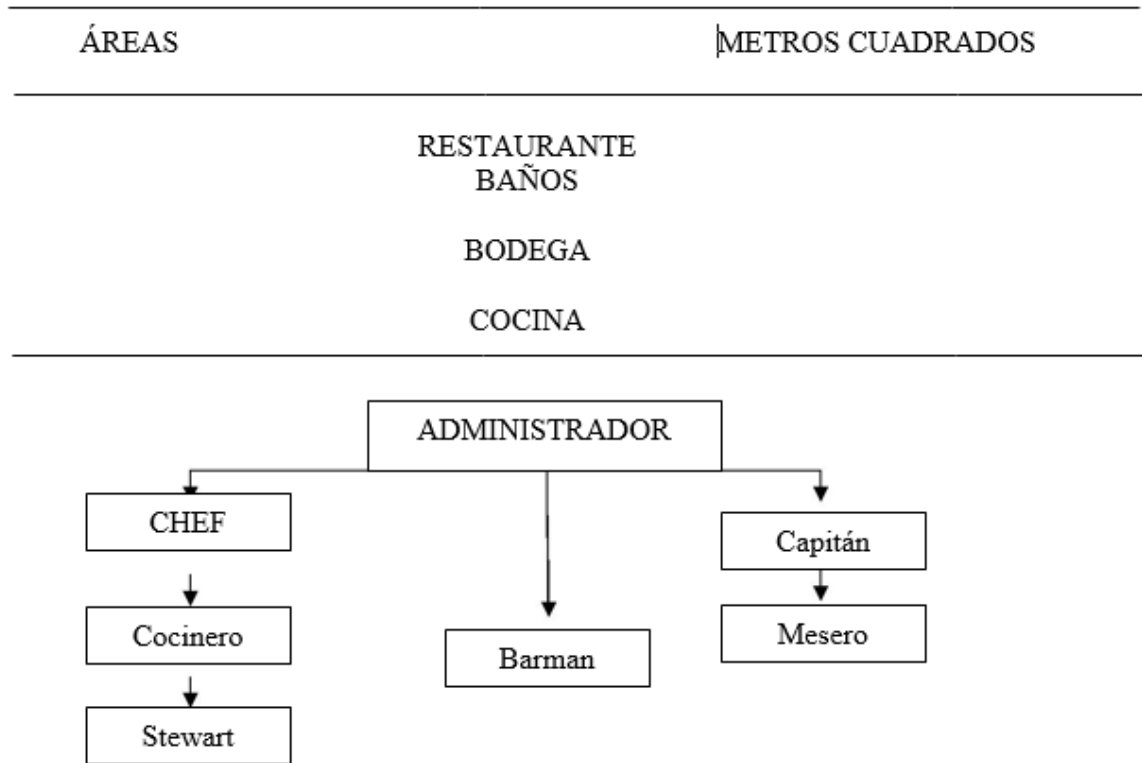 ÁREAS METROS CUADRADOS
RESTAURANTE
BAÑOS
BODEGA
COCINA
ADMINISTRADOR
CHEF
Capitán
Cocinero
Barman
Mesero
Stewart